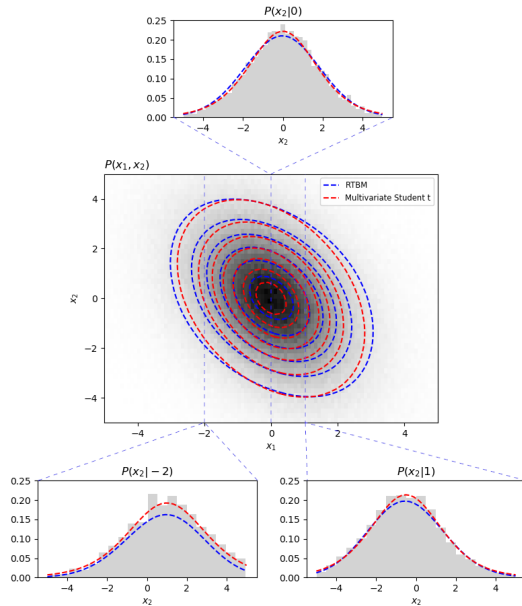 P(x₂|0)
0.25
0.20
0.15
0.10
0.05
0.00
−4 −2 0 2 4
x₂
P(x₁, x₂)
RTBM
Multivariate Student t
4
2
0
−2
−4
x₂
−4 −2 0 2 4
x₁
P(x₂|−2)
0.25
0.20
0.15
0.10
0.05
0.00
−4 −2 0 2 4
x₂
P(x₂|1)
0.25
0.20
0.15
0.10
0.05
0.00
−4 −2 0 2 4
x₂